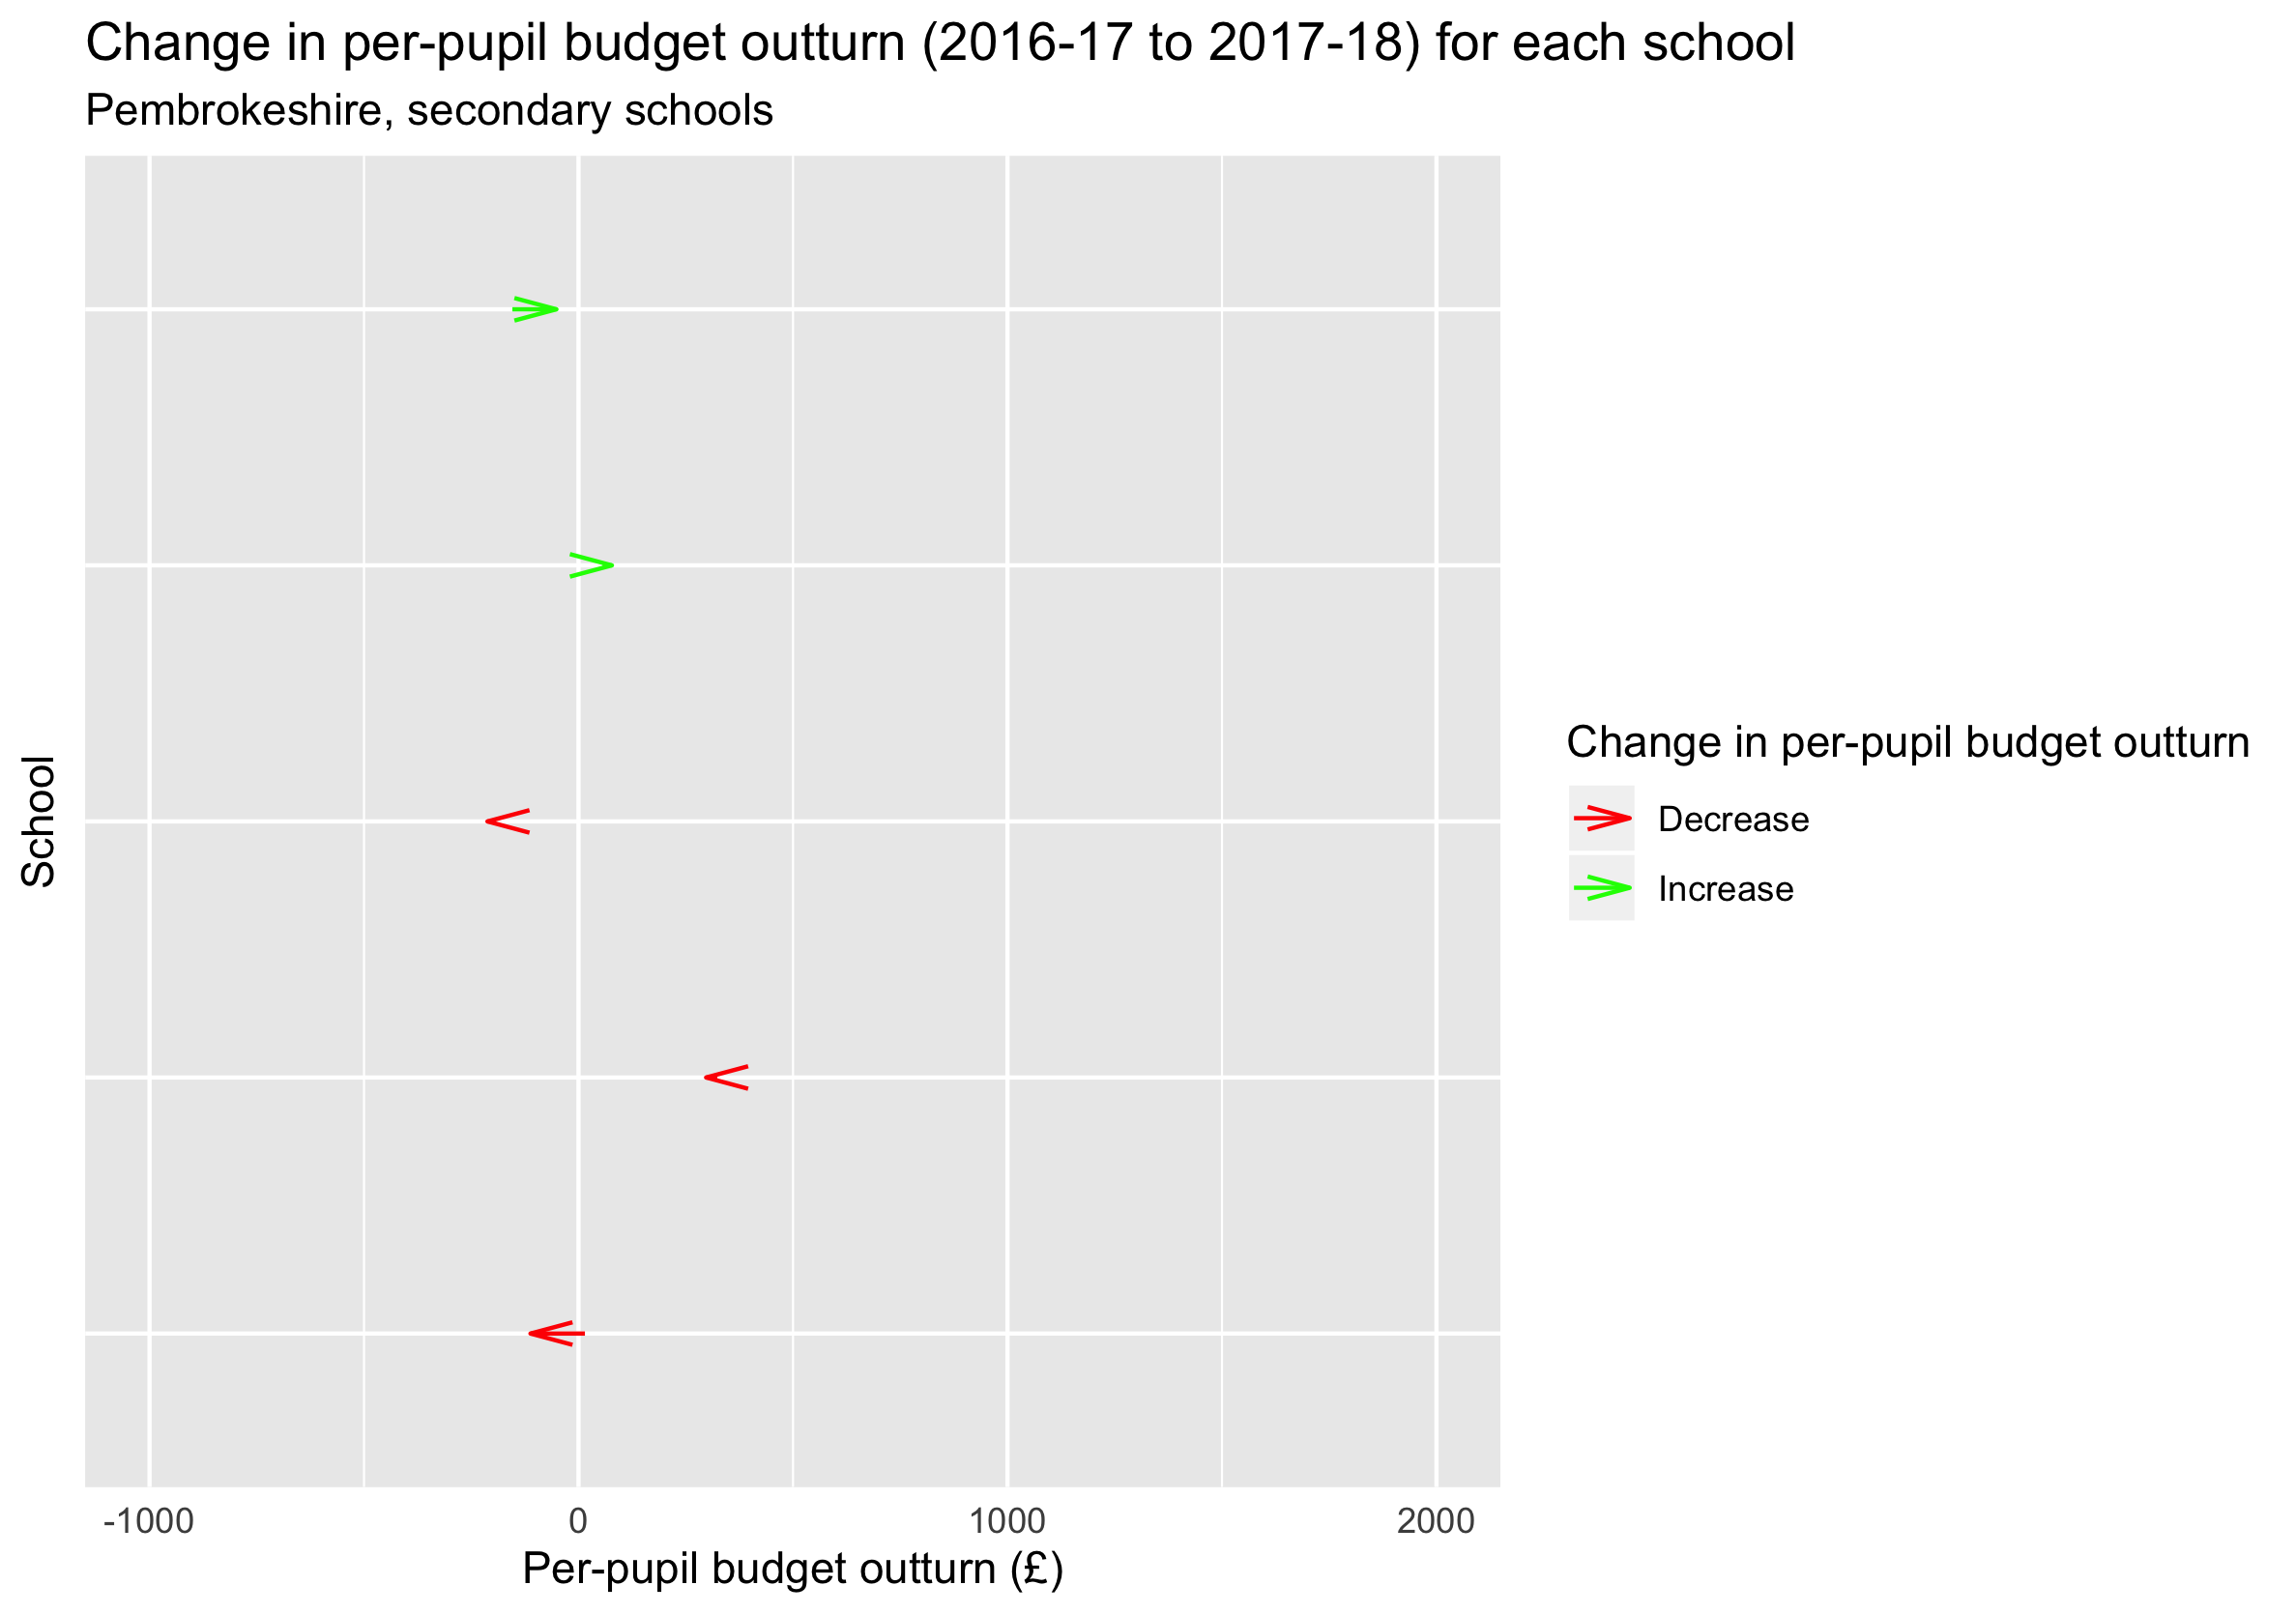 Change in per-pupil budget outturn (2016-17 to 2017-18) for each school
Pembrokeshire, secondary schools
School
Change in per-pupil budget outturn
Decrease
Increase
-1000 0 1000 2000
Per-pupil budget outturn (£)